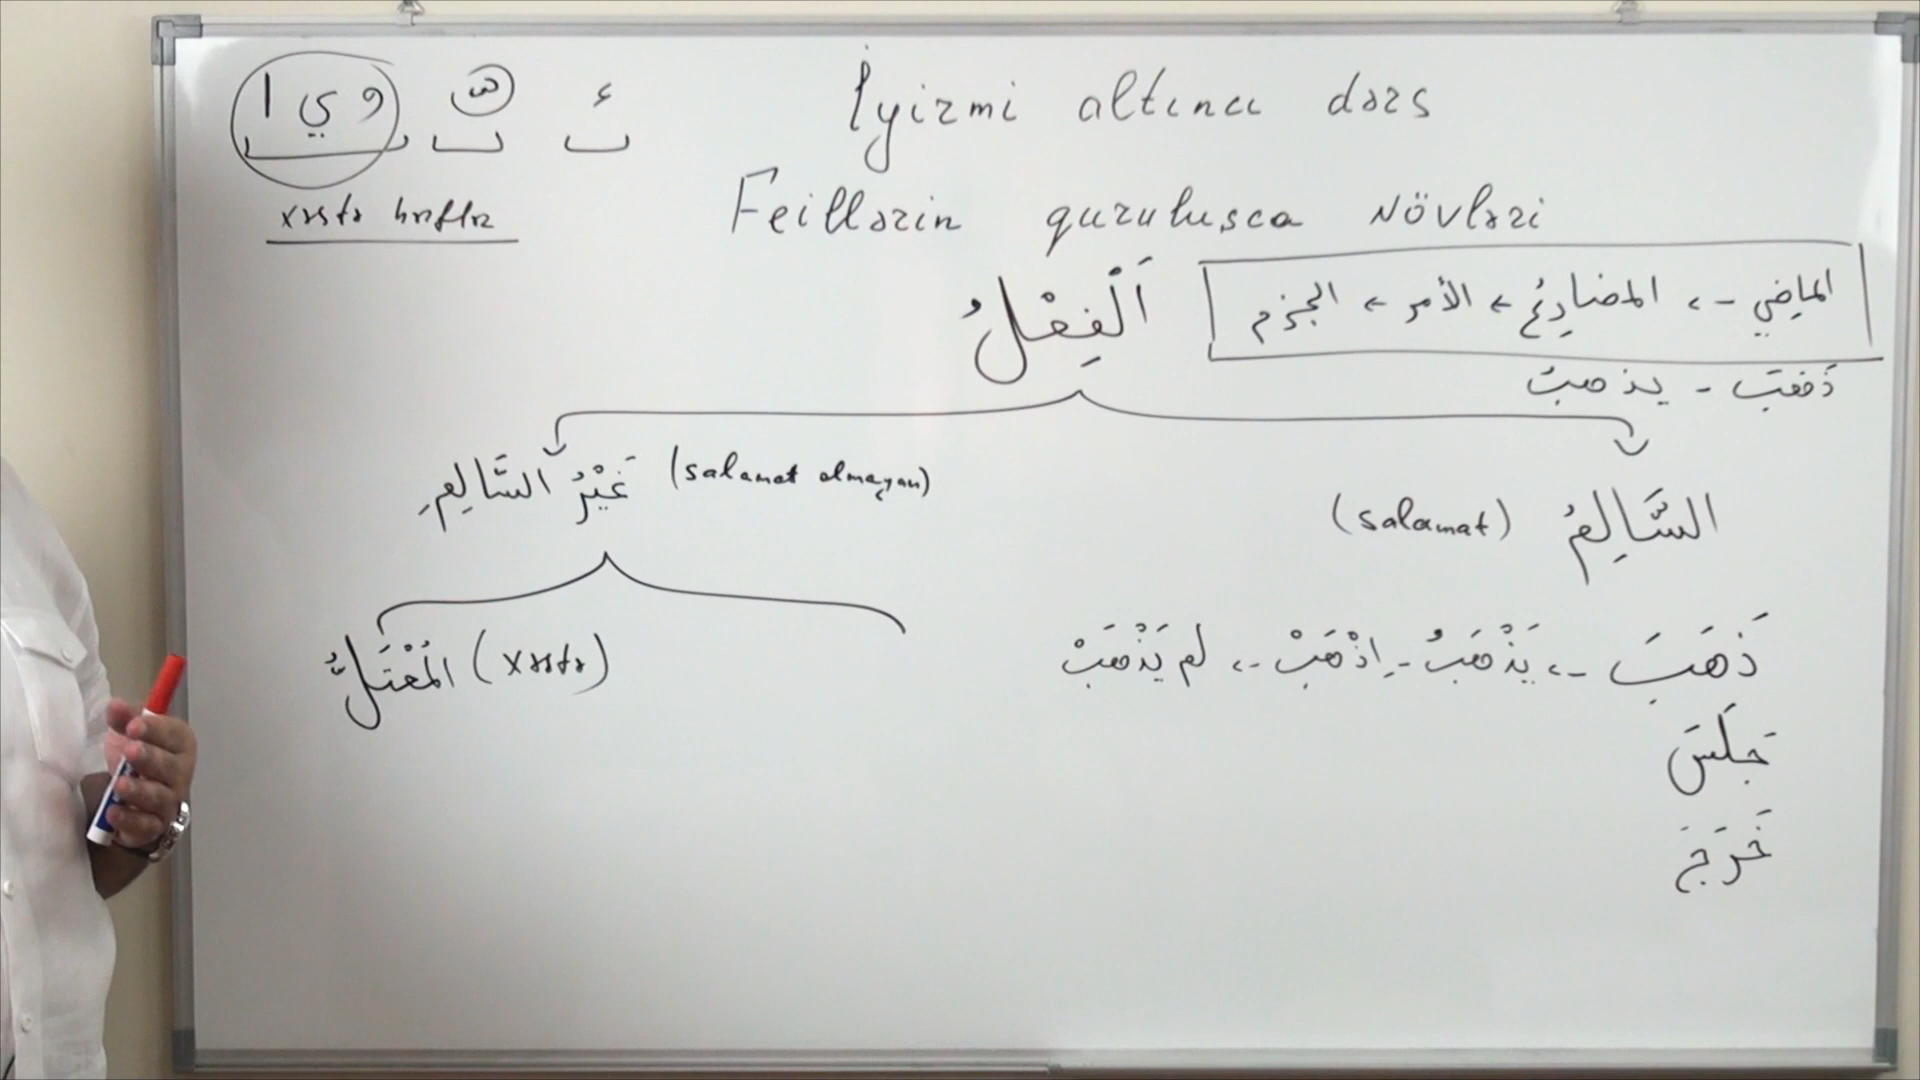 İyirmi altıncı dərs
و ي ا ـّ ء
xəstə hərflər
Feillərin quruluşca növləri
اَلْفِعْلُ
الماضي -، المضارعُ ، الأمر ، الجزم
يذهبُ
غَيْرُ السَّالِمِ (salamat olmayan)
السَّالِمُ (salamat)
ذَهَبَ -، يَذْهَبُ - اِذْهَبْ -، لم يَذْهَبْ
المُعْتَلُّ (xəstə)
جَلَسَ
خَرَجَ